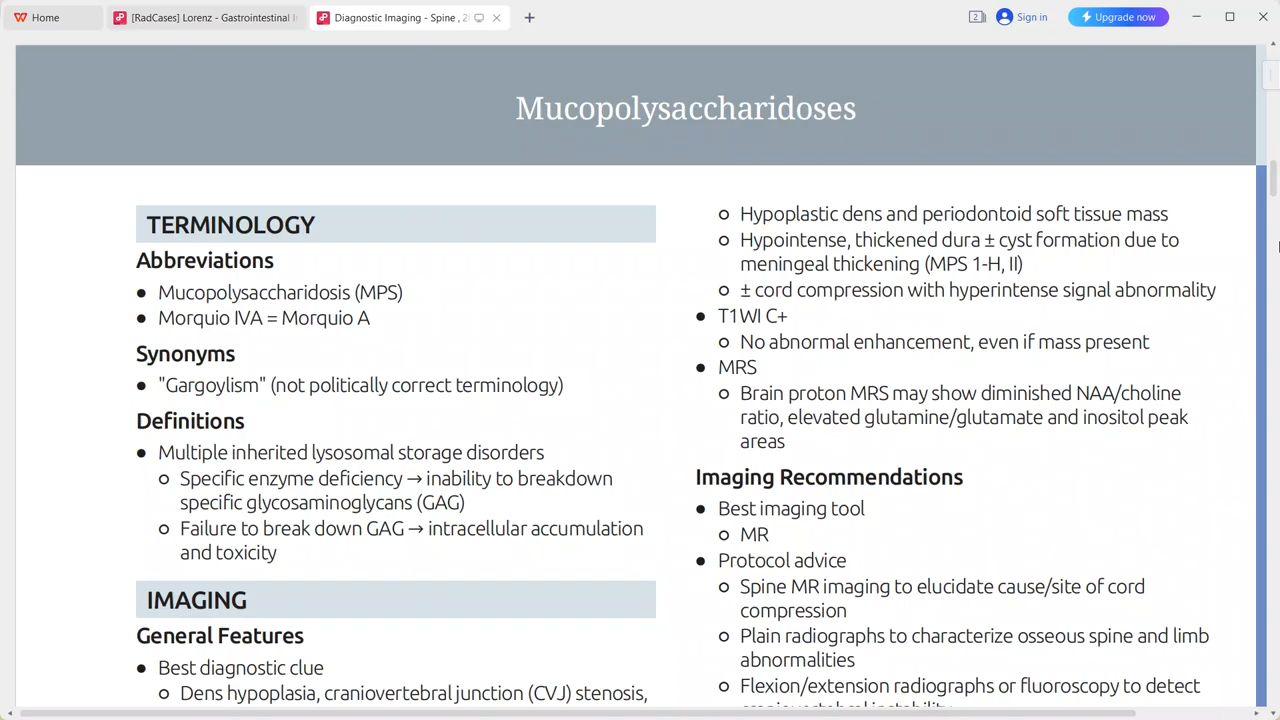 Home
[RadCases] Lorenz - Gastrointestinal
Diagnostic Imaging - Spine , 2
2
Sign in
Upgrade now
Mucopolysaccharidoses
TERMINOLOGY
Abbreviations
● Mucopolysaccharidosis (MPS)
● Morquio IVA = Morquio A
Synonyms
● "Gargoylism" (not politically correct terminology)
Definitions
● Multiple inherited lysosomal storage disorders
○ Specific enzyme deficiency → inability to breakdown
specific glycosaminoglycans (GAG)
○ Failure to break down GAG → intracellular accumulation
and toxicity
IMAGING
General Features
● Best diagnostic clue
○ Dens hypoplasia, craniovertebral junction (CVJ) stenosis,
○ Hypoplastic dens and periodontoid soft tissue mass
○ Hypointense, thickened dura ± cyst formation due to
meningeal thickening (MPS 1-H, II)
○ ± cord compression with hyperintense signal abnormality
● T1WI C+
○ No abnormal enhancement, even if mass present
● MRS
○ Brain proton MRS may show diminished NAA/choline
ratio, elevated glutamine/glutamate and inositol peak
areas
Imaging Recommendations
● Best imaging tool
○ MR
● Protocol advice
○ Spine MR imaging to elucidate cause/site of cord
compression
○ Plain radiographs to characterize osseous spine and limb
abnormalities
○ Flexion/extension radiographs or fluoroscopy to detect
craniovertebral instability